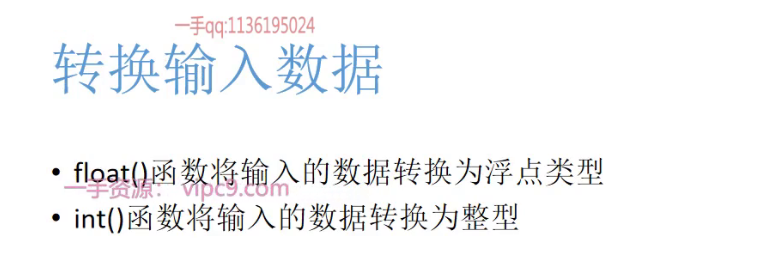 一手qq:1136195024
转换输入数据
• float()函数将输入的数据转换为浮点类型
一手资源： vipc9.com
• int()函数将输入的数据转换为整型